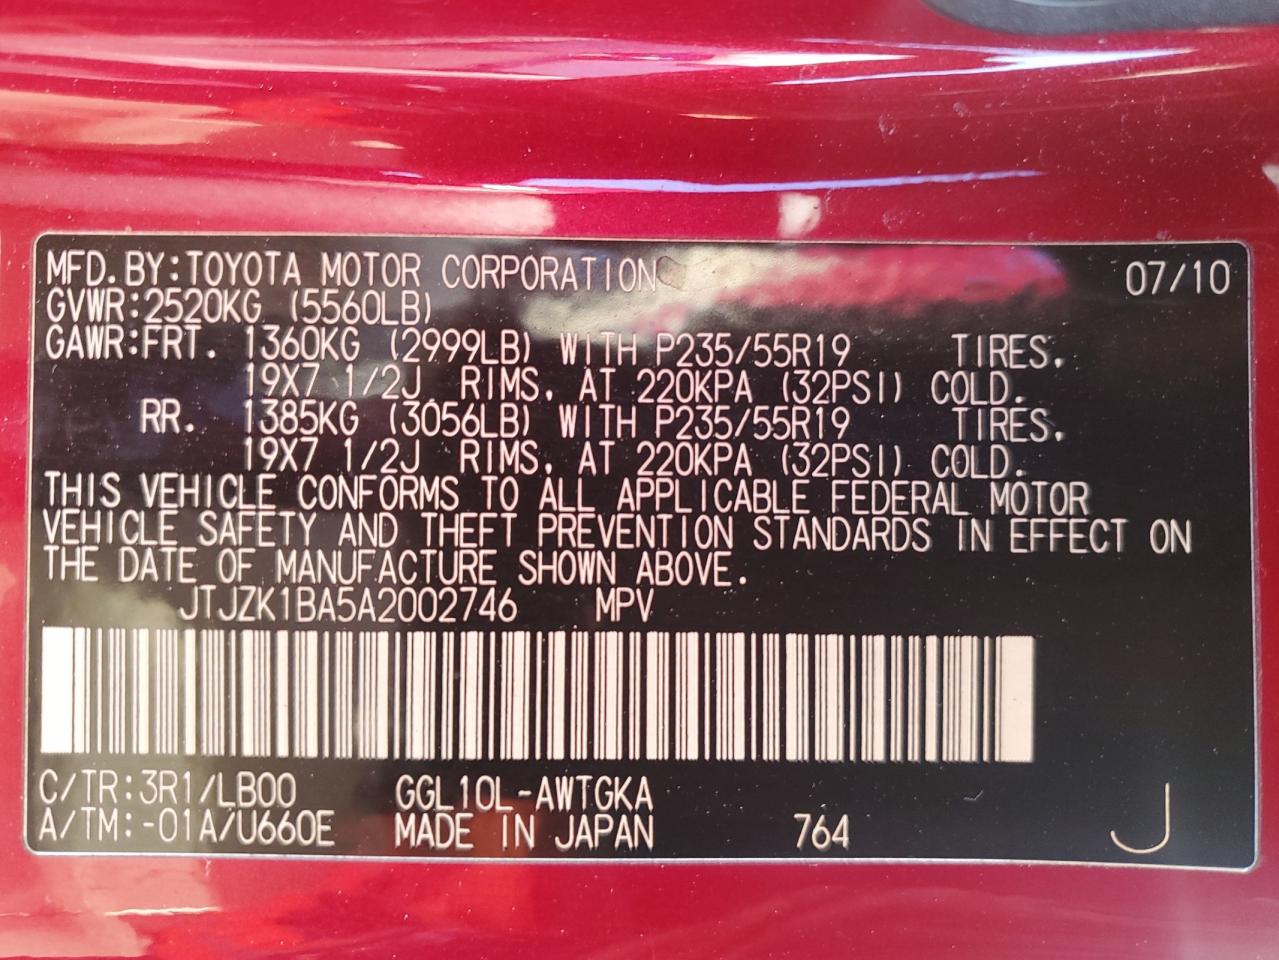 MFD.BY:TOYOTA MOTOR CORPORATION 07/10
GVWR:2520KG (5560LB)
GAWR:FRT. 1360KG (2999LB) WITH P235/55R19 TIRES,
19X7 1/2J RIMS, AT 220KPA (32PSI) COLD.
RR. 1385KG (3056LB) WITH P235/55R19 TIRES,
19X7 1/2J RIMS, AT 220KPA (32PSI) COLD.
THIS VEHICLE CONFORMS TO ALL APPLICABLE FEDERAL MOTOR
VEHICLE SAFETY AND THEFT PREVENTION STANDARDS IN EFFECT ON
THE DATE OF MANUFACTURE SHOWN ABOVE.
JTJZK1BA5A2002746 MPV
C/TR:3R1/LB00 GGL10L-AWTGKA
A/TM:-01A/U660E MADE IN JAPAN 764 J